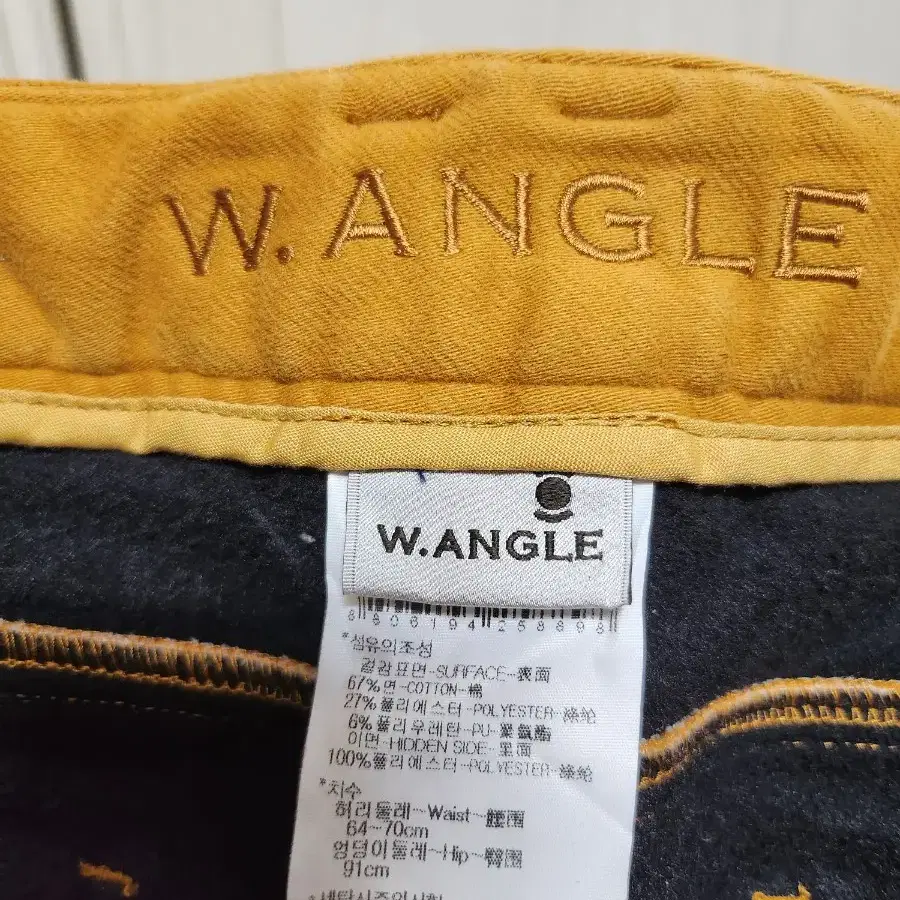 W. ANGLE
W.ANGLE
8 806194 258898
*섬유의조성
겉감표면-SURFACE-表面
67%면-COTTON-棉
27%폴리에스터-POLYESTER-涤纶
6%폴리우레탄-PU-聚氨酯
이면-HIDDEN SIDE-里面
100%폴리에스터-POLYESTER-涤纶
*치수
허리둘레-Waist-腰围
64~70cm
엉덩이둘레-Hip-臀围
91cm